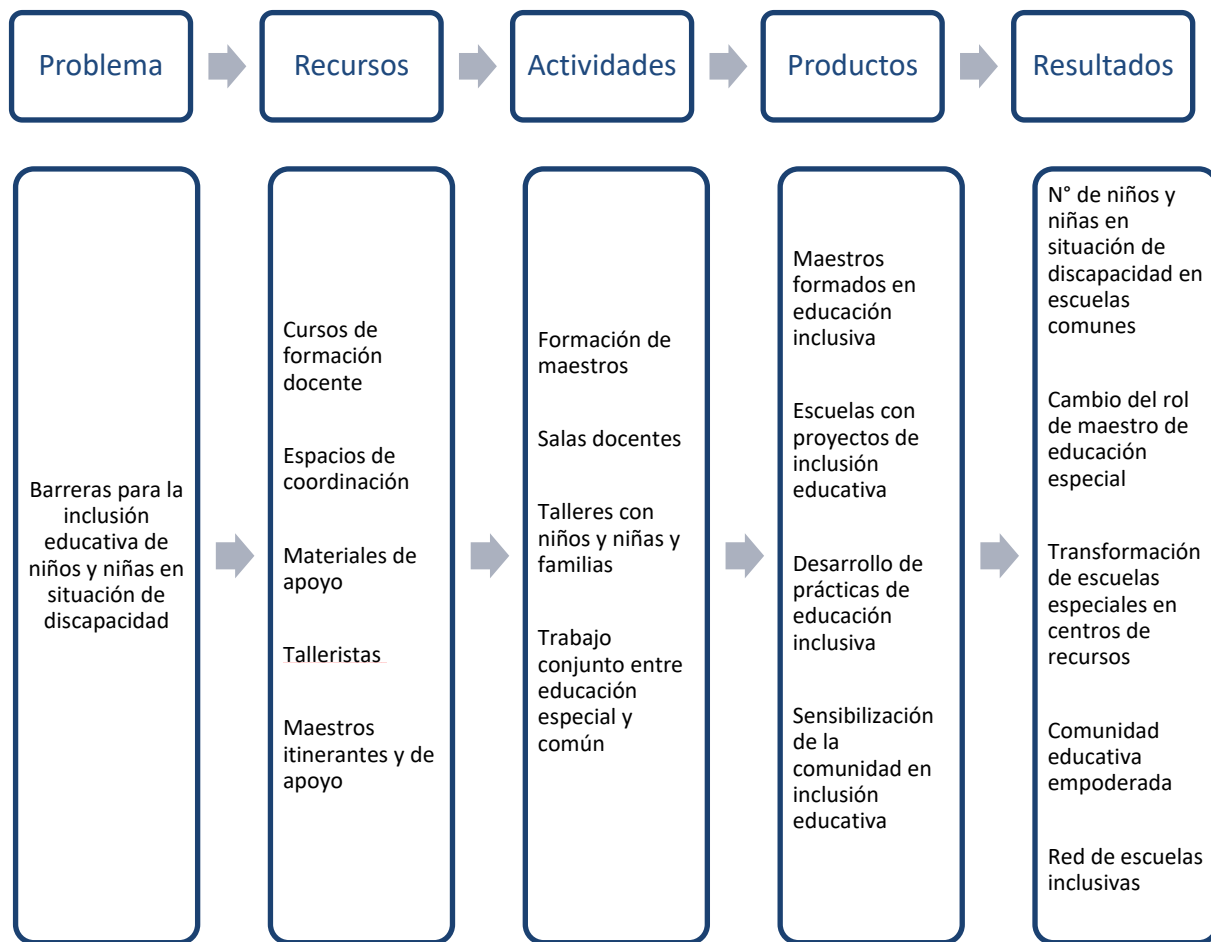 Problema
Recursos
Actividades
Productos
Resultados
Barreras para la
inclusión
educativa de
niños y niñas en
situación de
discapacidad
Cursos de
formación
docente
Espacios de
coordinación
Materiales de
apoyo
Talleristas
Maestros
itinerantes y de
apoyo
Formación de
maestros
Salas docentes
Talleres con
niños y niñas y
familias
Trabajo
conjunto entre
educación
especial y
común
Maestros
formados en
educación
inclusiva
Escuelas con
proyectos de
inclusión
educativa
Desarrollo de
prácticas de
educación
inclusiva
Sensibilización
de la
comunidad en
inclusión
educativa
N° de niños y
niñas en
situación de
discapacidad en
escuelas
comunes
Cambio del rol
de maestro de
educación
especial
Transformación
de escuelas
especiales en
centros de
recursos
Comunidad
educativa
empoderada
Red de escuelas
inclusivas